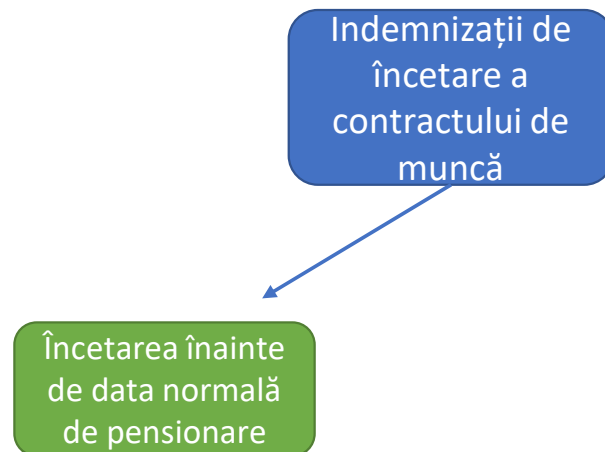 Indemnizații de
încetare a
contractului de
muncă
Încetarea înainte
de data normală
de pensionare